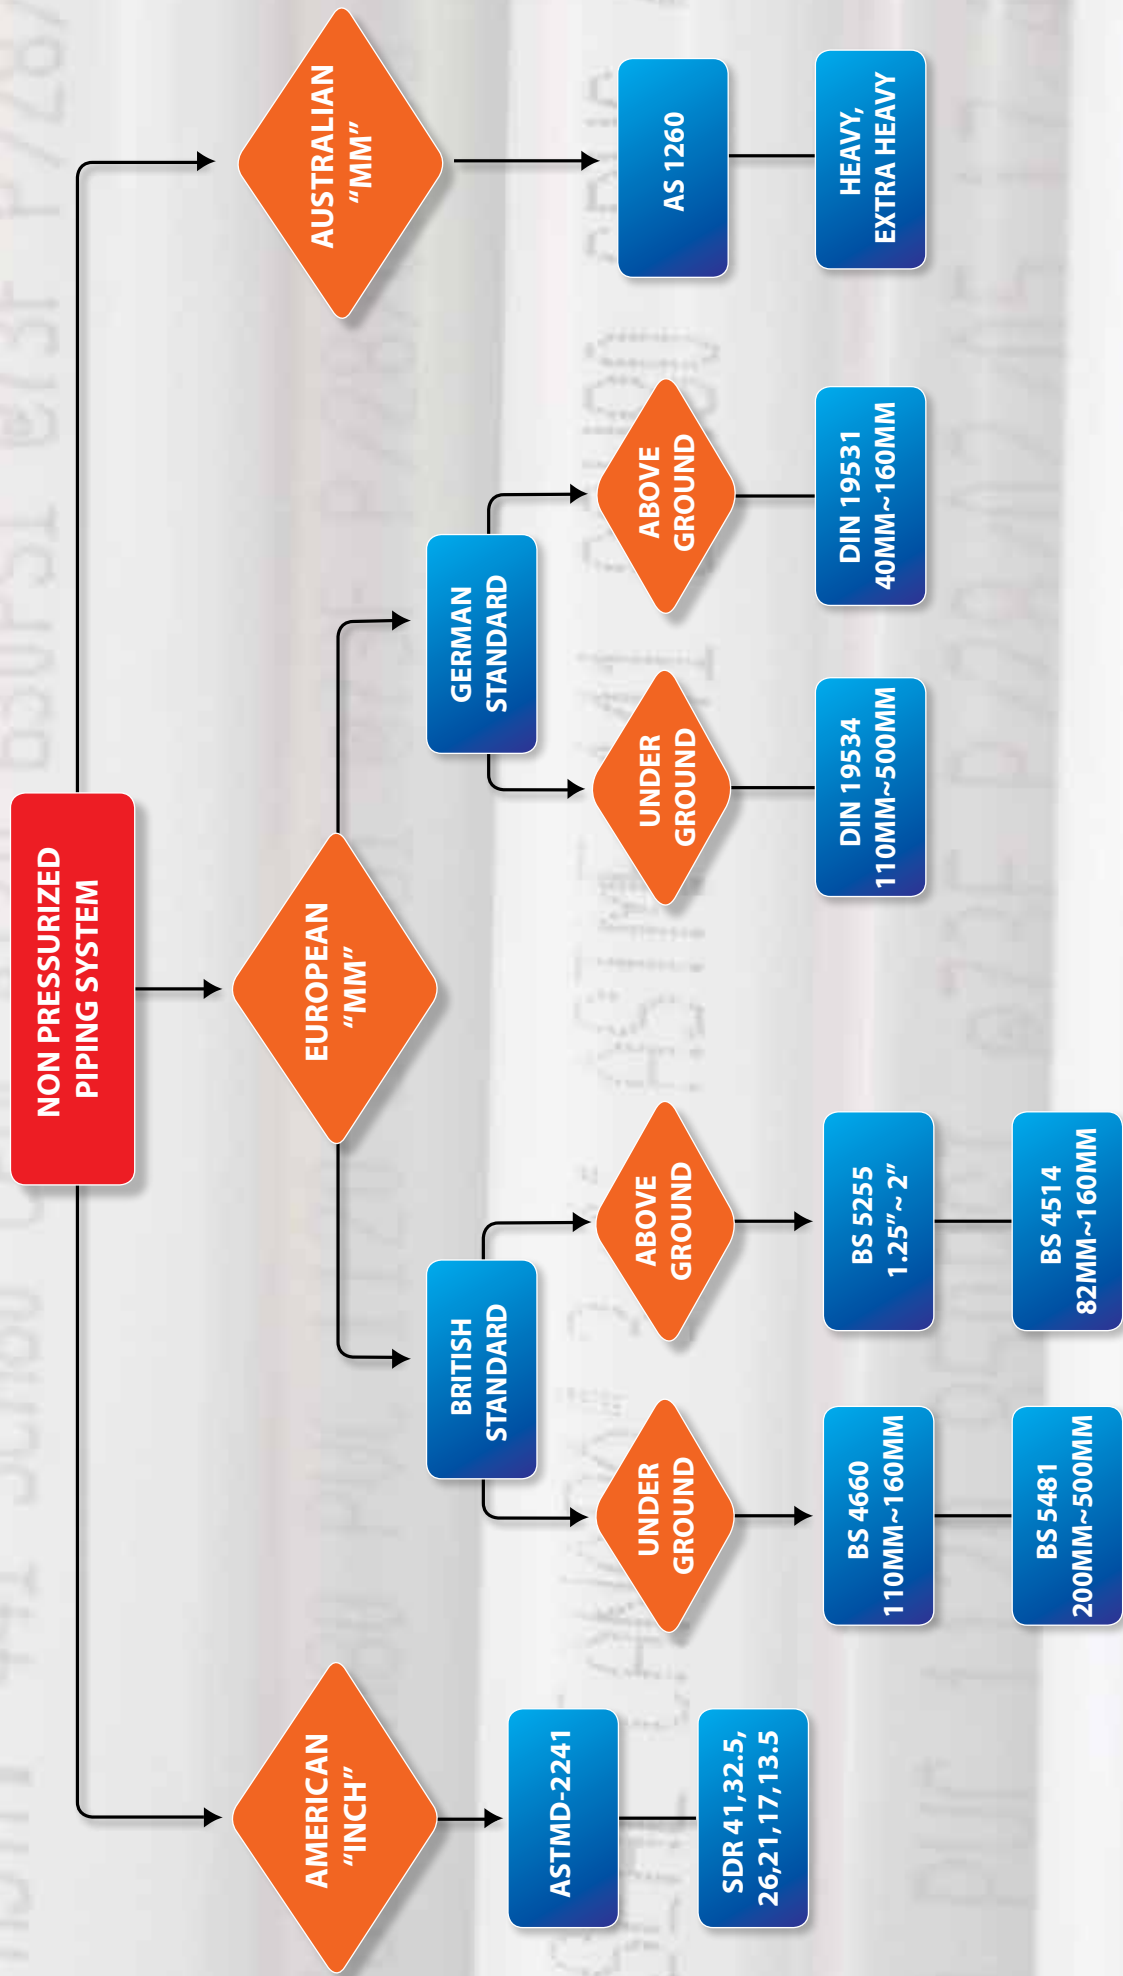 NON PRESSURIZED
PIPING SYSTEM
AMERICAN
“INCH”
EUROPEAN
“MM”
AUSTRALIAN
“MM”
BRITISH
STANDARD
GERMAN
STANDARD
ASTMD-2241
SDR 41,32.5,
26,21,17,13.5
UNDER
GROUND
ABOVE
GROUND
UNDER
GROUND
ABOVE
GROUND
AS 1260
HEAVY,
EXTRA HEAVY
BS 4660
110MM~160MM
BS 5255
1.25”~ 2”
DIN 19534
110MM~500MM
DIN 19531
40MM~160MM
BS 5481
200MM~500MM
BS 4514
82MM~160MM